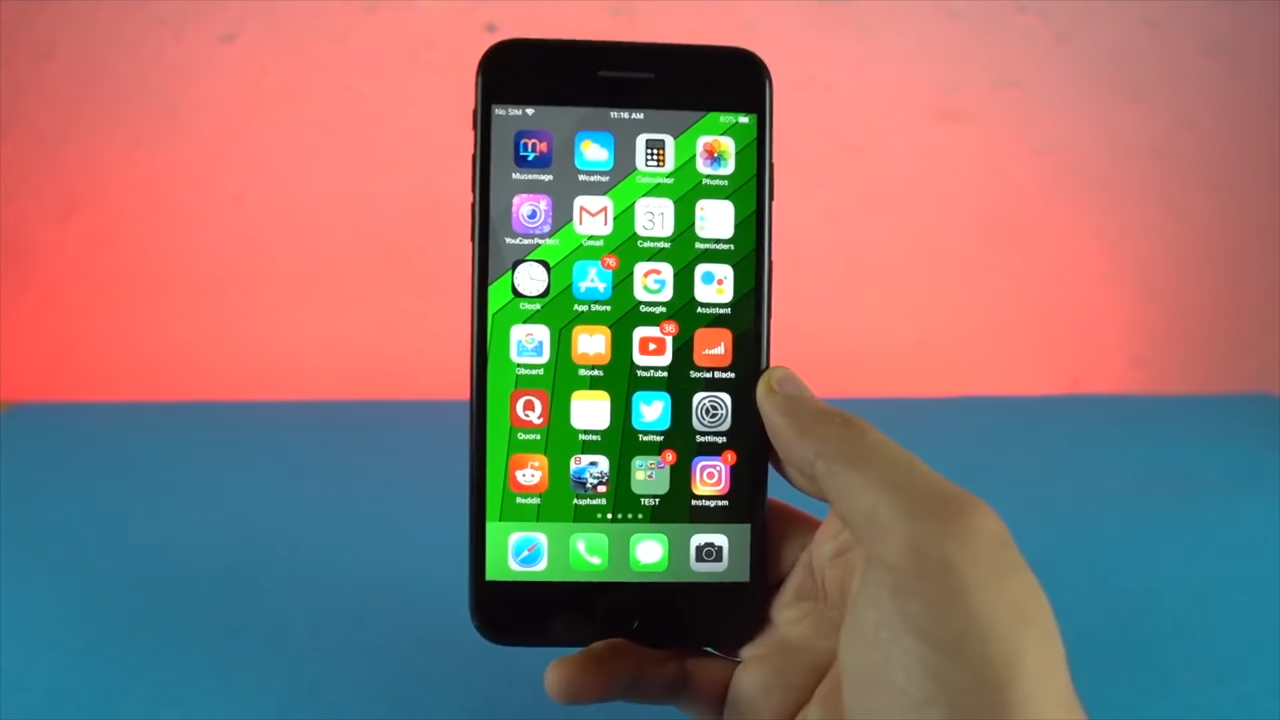 No SIM 11:16 AM 80%
Musemage Weather Calculator Photos
YouCamPerfect Gmail 31 Calendar Reminders
76
Clock App Store Google Assistant
36
Gboard iBooks YouTube Social Blade
Quora Notes Twitter Settings
8 9 1
Reddit Asphalt8 TEST Instagram